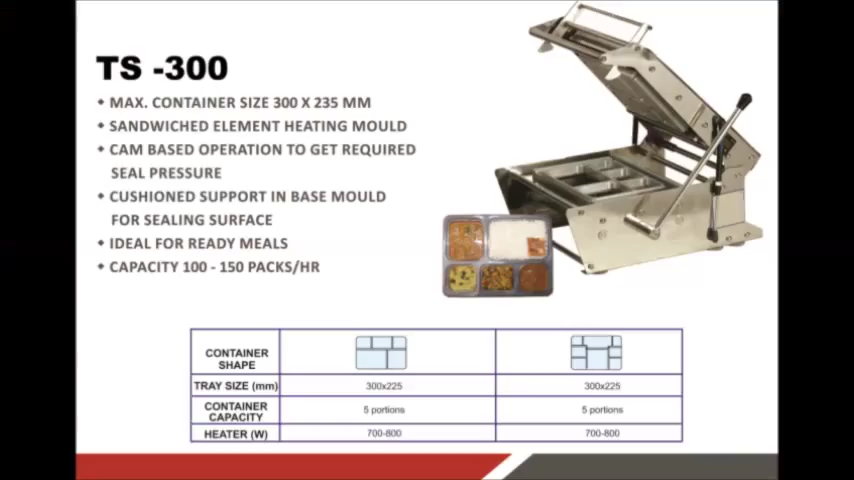 TS -300
MAX. CONTAINER SIZE 300 X 235 MM
SANDWICHED ELEMENT HEATING MOULD
CAM BASED OPERATION TO GET REQUIRED
SEAL PRESSURE
CUSHIONED SUPPORT IN BASE MOULD
FOR SEALING SURFACE
IDEAL FOR READY MEALS
CAPACITY 100 - 150 PACKS/HR
CONTAINER
SHAPE
TRAY SIZE (mm) 300x225 300x225
CONTAINER
CAPACITY
5 portions 5 portions
HEATER (W) 700-800 700-800